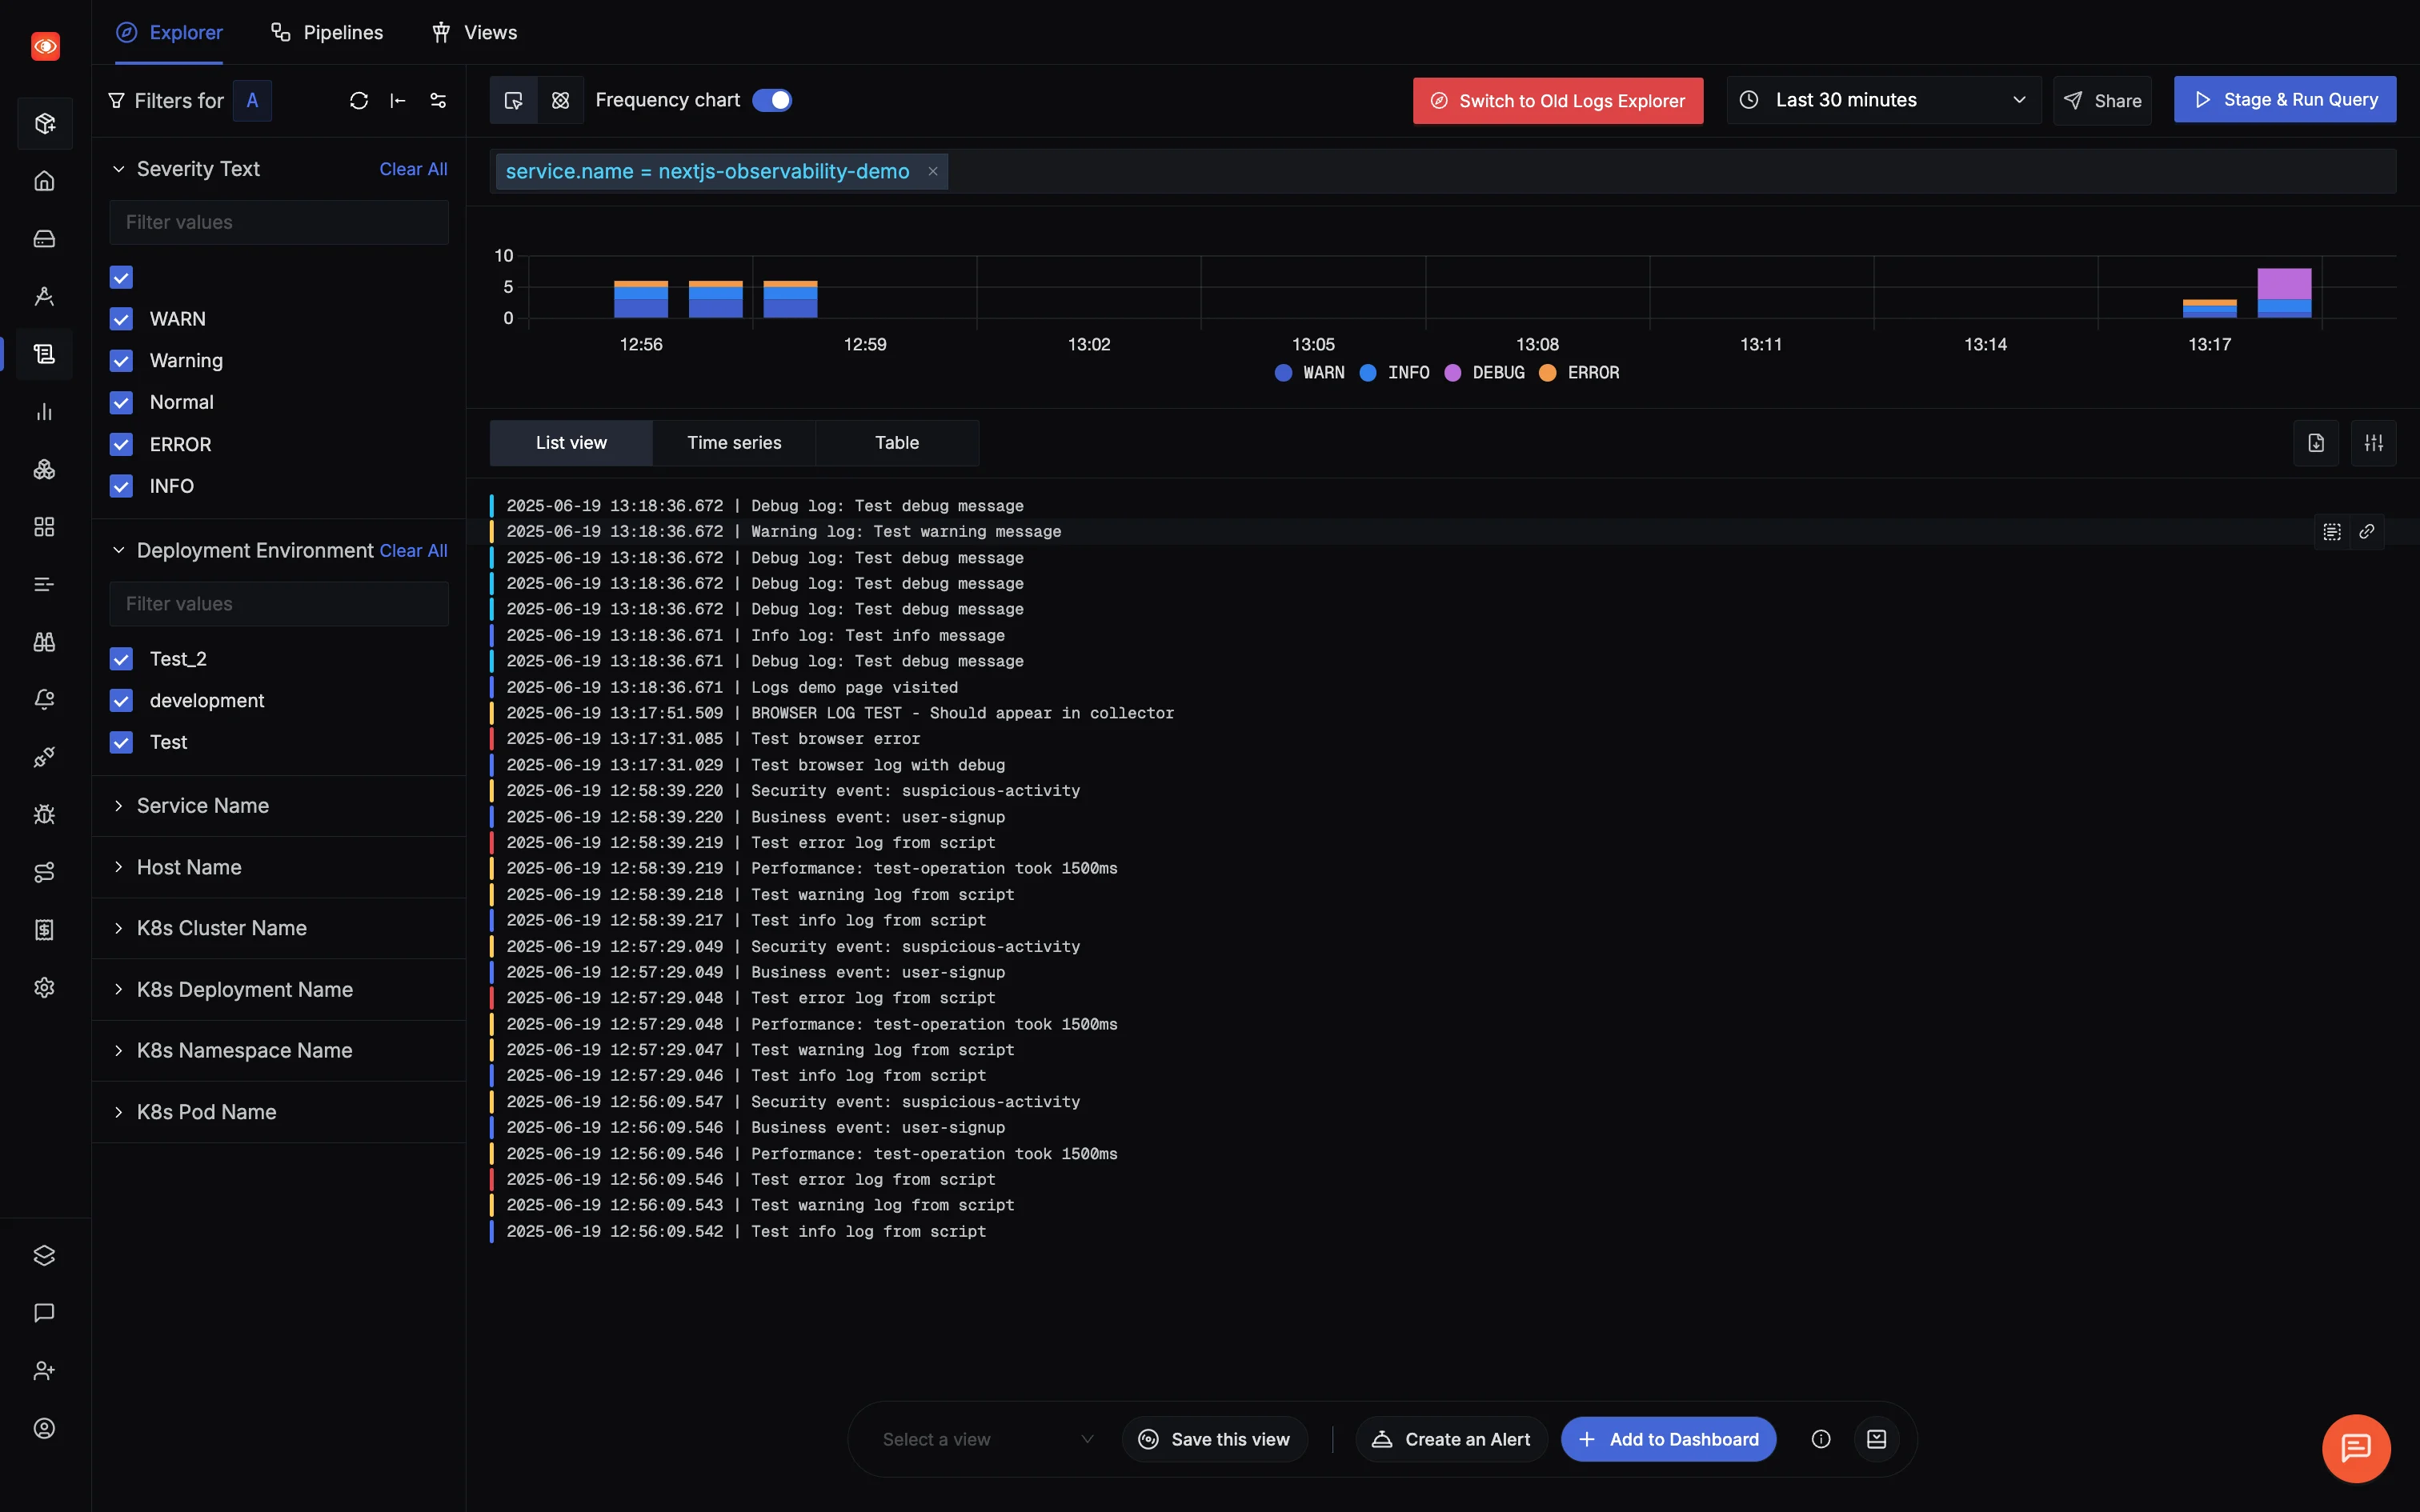 Explorer
Pipelines
Views
Filters for A
Frequency chart
Switch to Old Logs Explorer
Last 30 minutes
Share
Stage & Run Query
Severity Text
Clear All
Filter values
WARN
Warning
Normal
ERROR
INFO
Deployment Environment
Clear All
Filter values
Test_2
development
Test
Service Name
Host Name
K8s Cluster Name
K8s Deployment Name
K8s Namespace Name
K8s Pod Name
service.name = nextjs-observability-demo
10
5
0
12:56 12:59 13:02 13:05 13:08 13:11 13:14 13:17
WARN INFO DEBUG ERROR
List view
Time series
Table
2025-06-19 13:18:36.672 | Debug log: Test debug message
2025-06-19 13:18:36.672 | Warning log: Test warning message
2025-06-19 13:18:36.672 | Debug log: Test debug message
2025-06-19 13:18:36.672 | Debug log: Test debug message
2025-06-19 13:18:36.672 | Debug log: Test debug message
2025-06-19 13:18:36.671 | Info log: Test info message
2025-06-19 13:18:36.671 | Debug log: Test debug message
2025-06-19 13:18:36.671 | Logs demo page visited
2025-06-19 13:17:51.509 | BROWSER LOG TEST - Should appear in collector
2025-06-19 13:17:31.085 | Test browser error
2025-06-19 13:17:31.029 | Test browser log with debug
2025-06-19 12:58:39.220 | Security event: suspicious-activity
2025-06-19 12:58:39.220 | Business event: user-signup
2025-06-19 12:58:39.219 | Test error log from script
2025-06-19 12:58:39.219 | Performance: test-operation took 1500ms
2025-06-19 12:58:39.218 | Test warning log from script
2025-06-19 12:58:39.217 | Test info log from script
2025-06-19 12:57:29.049 | Security event: suspicious-activity
2025-06-19 12:57:29.049 | Business event: user-signup
2025-06-19 12:57:29.048 | Test error log from script
2025-06-19 12:57:29.048 | Performance: test-operation took 1500ms
2025-06-19 12:57:29.047 | Test warning log from script
2025-06-19 12:57:29.046 | Test info log from script
2025-06-19 12:56:09.547 | Security event: suspicious-activity
2025-06-19 12:56:09.546 | Business event: user-signup
2025-06-19 12:56:09.546 | Performance: test-operation took 1500ms
2025-06-19 12:56:09.546 | Test error log from script
2025-06-19 12:56:09.543 | Test warning log from script
2025-06-19 12:56:09.542 | Test info log from script
Select a view
Save this view
Create an Alert
Add to Dashboard